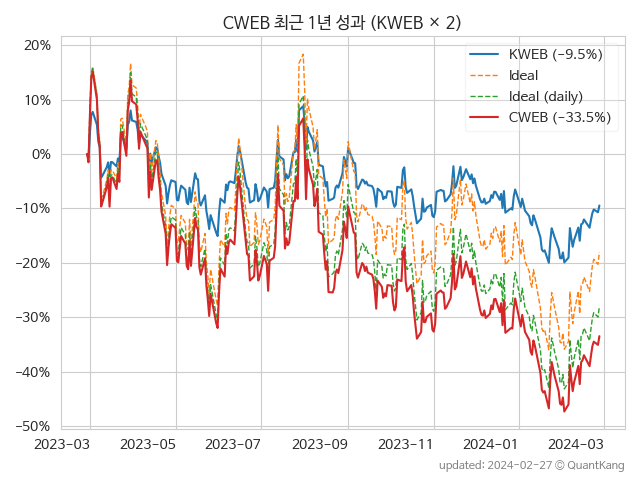 CWEB 최근 1년 성과 (KWEB × 2)
20%
10%
0%
−10%
−20%
−30%
−40%
−50%
KWEB (−9.5%)
Ideal
Ideal (daily)
CWEB (−33.5%)
2023-03 2023-05 2023-07 2023-09 2023-11 2024-01 2024-03
updated: 2024-02-27 © QuantKang